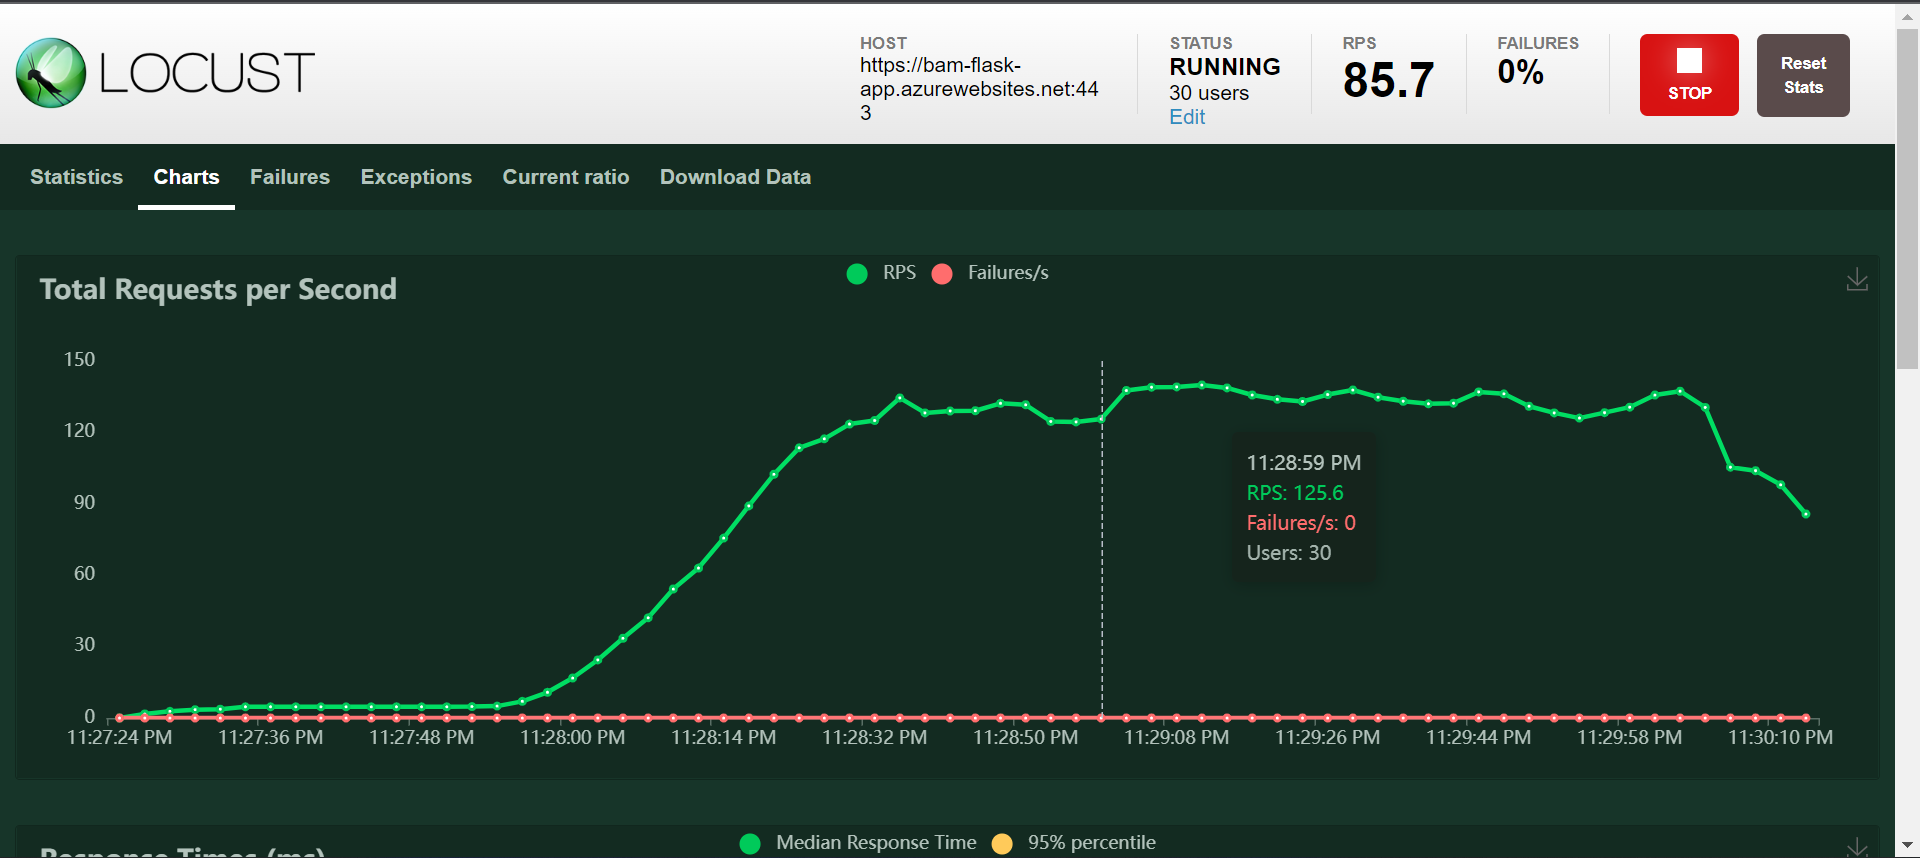 LOCUST
HOST
https://bam-flask-
app.azurewebsites.net:44
3
STATUS
RUNNING
30 users
Edit
RPS
85.7
FAILURES
0%
STOP
Reset
Stats
Statistics Charts Failures Exceptions Current ratio Download Data
Total Requests per Second
RPS Failures/s
150
120
90
60
30
0
11:28:59 PM
RPS: 125.6
Failures/s: 0
Users: 30
11:27:24 PM 11:27:36 PM 11:27:48 PM 11:28:00 PM 11:28:14 PM 11:28:32 PM 11:28:50 PM 11:29:08 PM 11:29:26 PM 11:29:44 PM 11:29:58 PM 11:30:10 PM
Response Times (ms)
Median Response Time 95% percentile